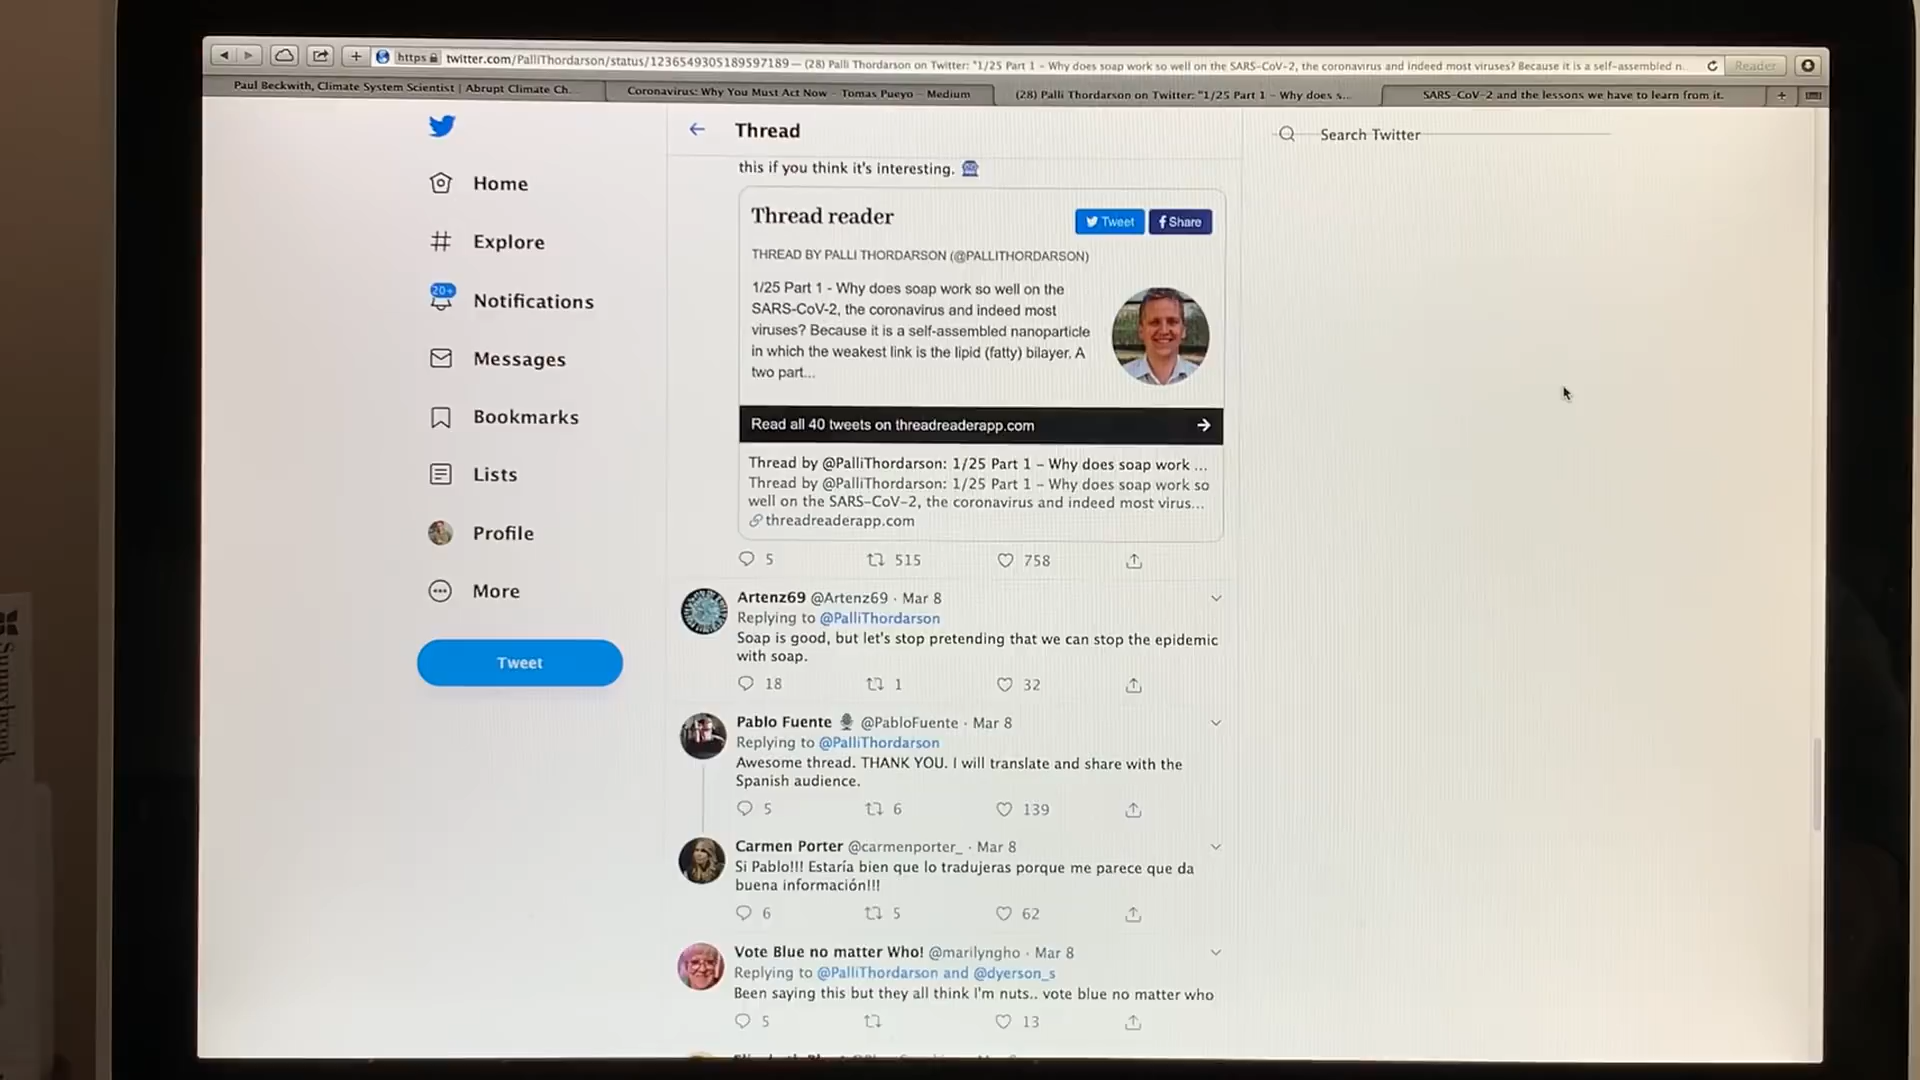 https twitter.com/PalliThordarson/status/1236549305189597189 — (28) Palli Thordarson on Twitter: "1/25 Part 1 - Why does soap work so well on the SARS-CoV-2, the coronavirus and indeed most viruses? Because it is a self-assembled n... Reader
Paul Beckwith, Climate System Scientist | Abrupt Climate Ch...
Coronavirus: Why You Must Act Now - Tomas Pueyo - Medium
(28) Palli Thordarson on Twitter: "1/25 Part 1 - Why does s...
SARS-CoV-2 and the lessons we have to learn from it.
Home
Explore
20+
Notifications
Messages
Bookmarks
Lists
Profile
More
Tweet
Thread
this if you think it's interesting.
Thread reader
Tweet
Share
THREAD BY PALLI THORDARSON (@PALLITHORDARSON)
1/25 Part 1 - Why does soap work so well on the
SARS-CoV-2, the coronavirus and indeed most
viruses? Because it is a self-assembled nanoparticle
in which the weakest link is the lipid (fatty) bilayer. A
two part...
Read all 40 tweets on threadreaderapp.com
Thread by @PalliThordarson: 1/25 Part 1 – Why does soap work ...
Thread by @PalliThordarson: 1/25 Part 1 – Why does soap work so
well on the SARS-CoV-2, the coronavirus and indeed most virus...
threadreaderapp.com
5 515 758
Artenz69 @Artenz69 · Mar 8
Replying to @PalliThordarson
Soap is good, but let's stop pretending that we can stop the epidemic
with soap.
18 1 32
Pablo Fuente @PabloFuente · Mar 8
Replying to @PalliThordarson
Awesome thread. THANK YOU. I will translate and share with the
Spanish audience.
5 6 139
Carmen Porter @carmenporter_ · Mar 8
Si Pablo!!! Estaría bien que lo tradujeras porque me parece que da
buena información!!!
6 5 62
Vote Blue no matter Who! @marilyngho · Mar 8
Replying to @PalliThordarson and @dyerson_s
Been saying this but they all think I'm nuts.. vote blue no matter who
5 13
Search Twitter
Sunnybrook